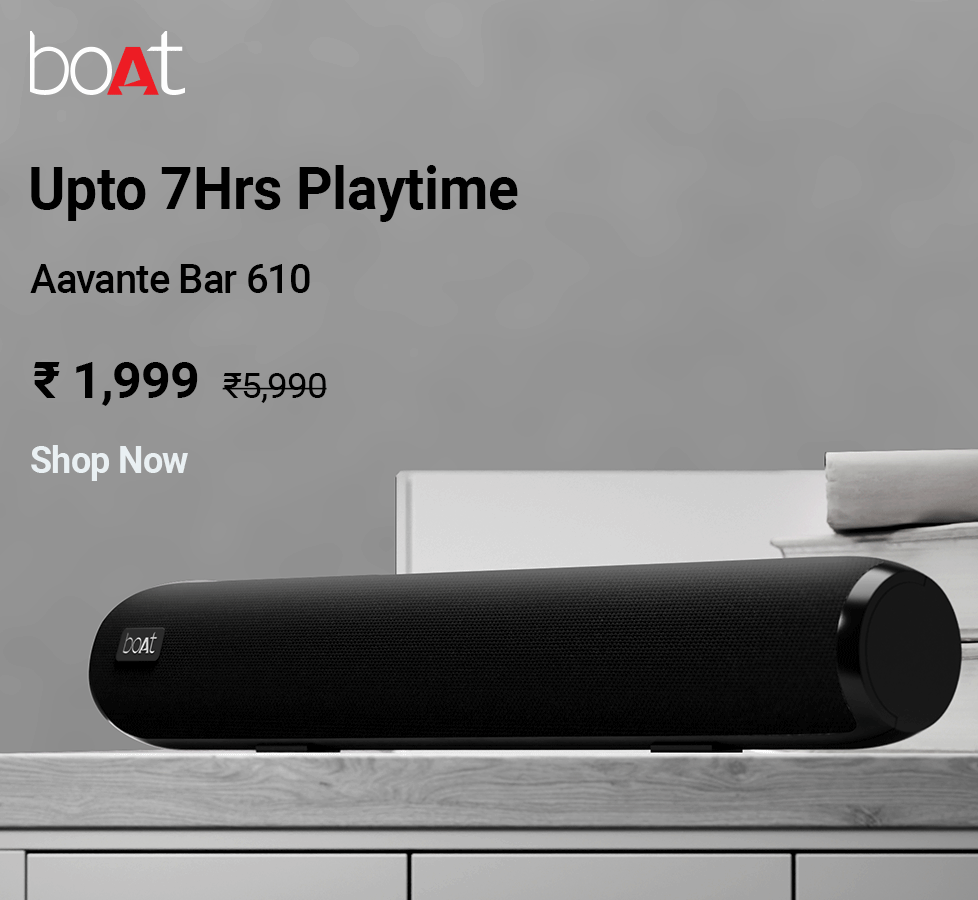 boAt
Upto 7Hrs Playtime
Aavante Bar 610
₹ 1,999 ₹5,990
Shop Now
boAt